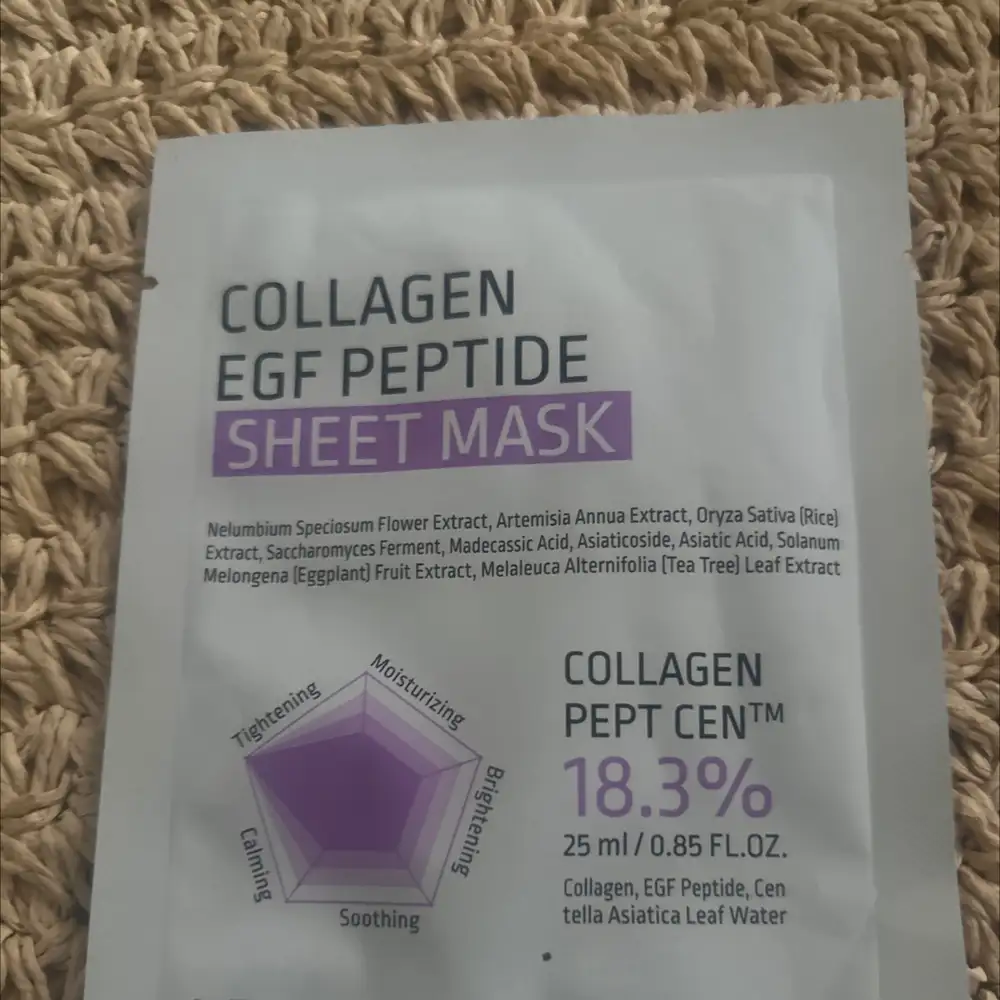 COLLAGEN
EGF PEPTIDE
SHEET MASK
Nelumbium Speciosum Flower Extract, Artemisia Annua Extract, Oryza Sativa (Rice)
Extract, Saccharomyces Ferment, Madecassic Acid, Asiaticoside, Asiatic Acid, Solanum
Melongena (Eggplant) Fruit Extract, Melaleuca Alternifolia (Tea Tree) Leaf Extract
Moisturizing
Tightening
Brightening
Calming
Soothing
COLLAGEN
PEPT CEN™
18.3%
25 ml / 0.85 FL.OZ.
Collagen, EGF Peptide, Cen
tella Asiatica Leaf Water